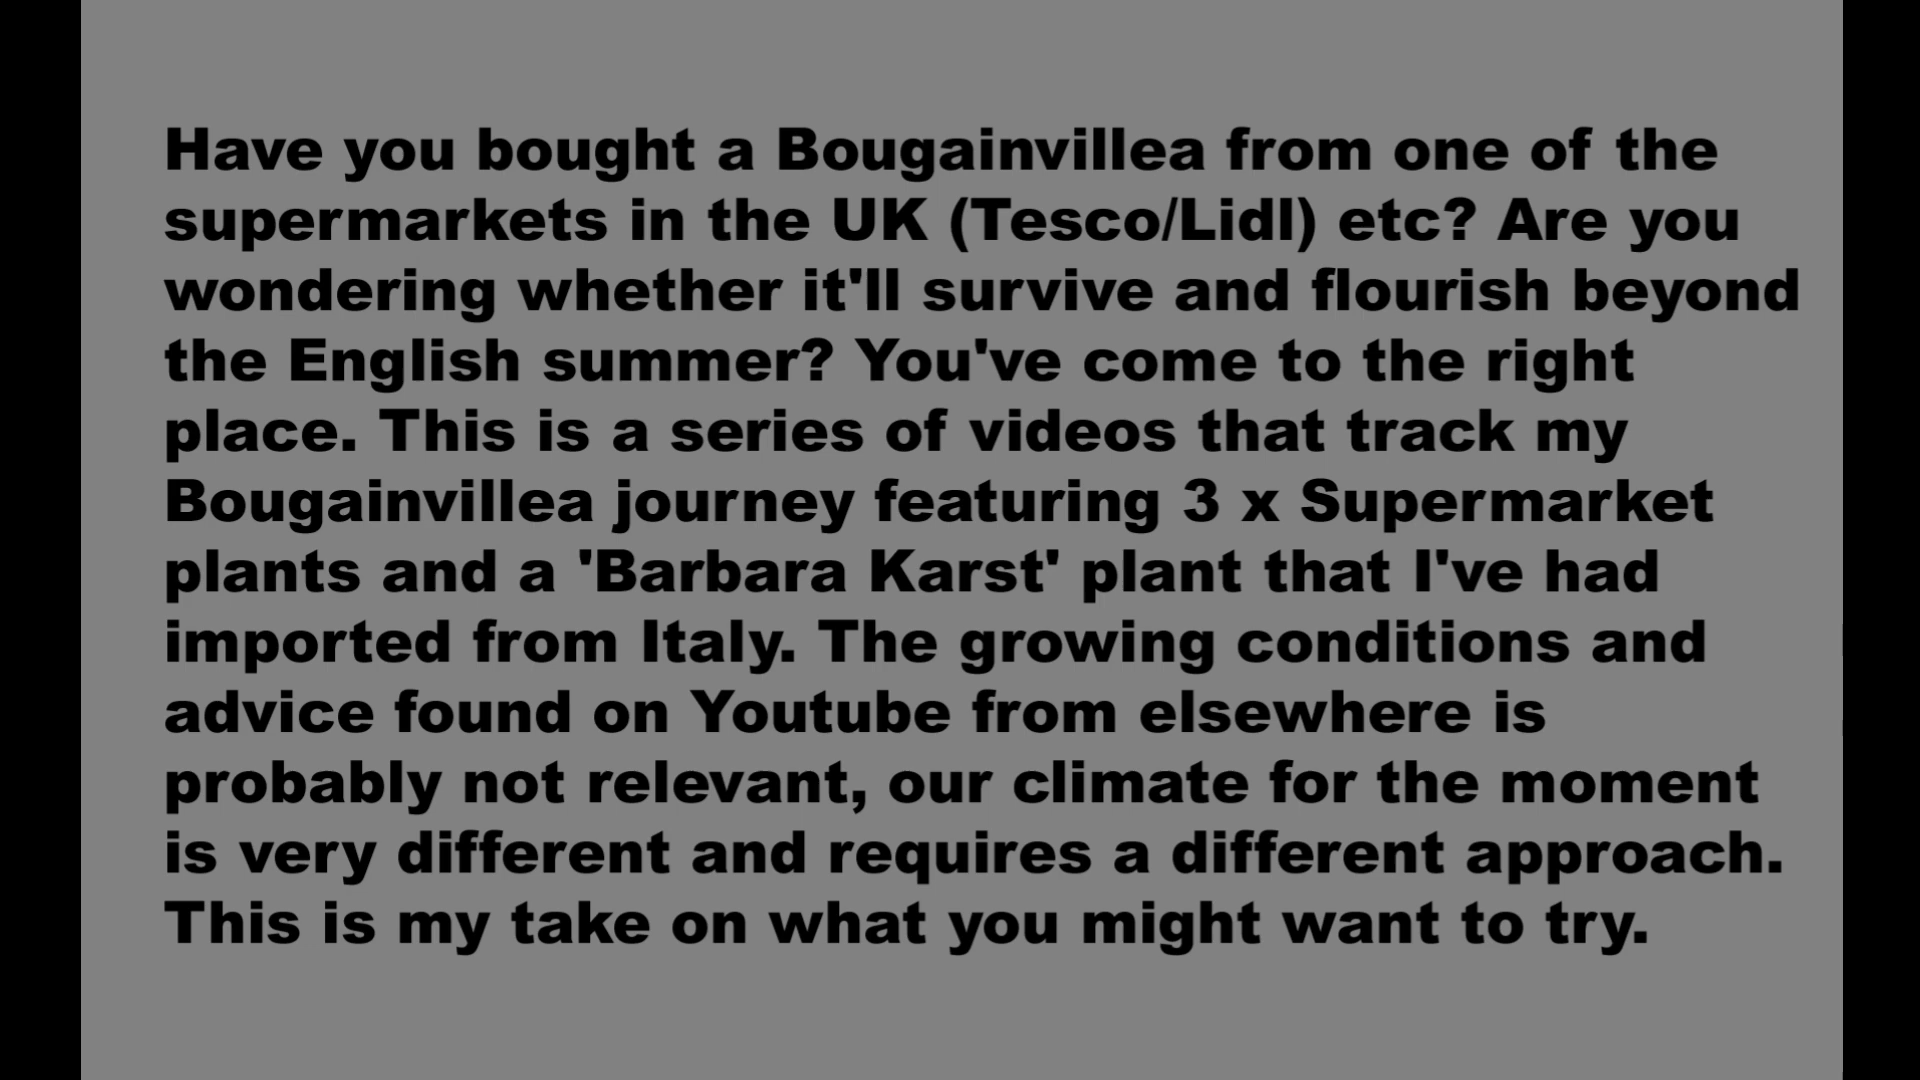 Have you bought a Bougainvillea from one of the
supermarkets in the UK (Tesco/Lidl) etc? Are you
wondering whether it'll survive and flourish beyond
the English summer? You've come to the right
place. This is a series of videos that track my
Bougainvillea journey featuring 3 x Supermarket
plants and a 'Barbara Karst' plant that I've had
imported from Italy. The growing conditions and
advice found on Youtube from elsewhere is
probably not relevant, our climate for the moment
is very different and requires a different approach.
This is my take on what you might want to try.